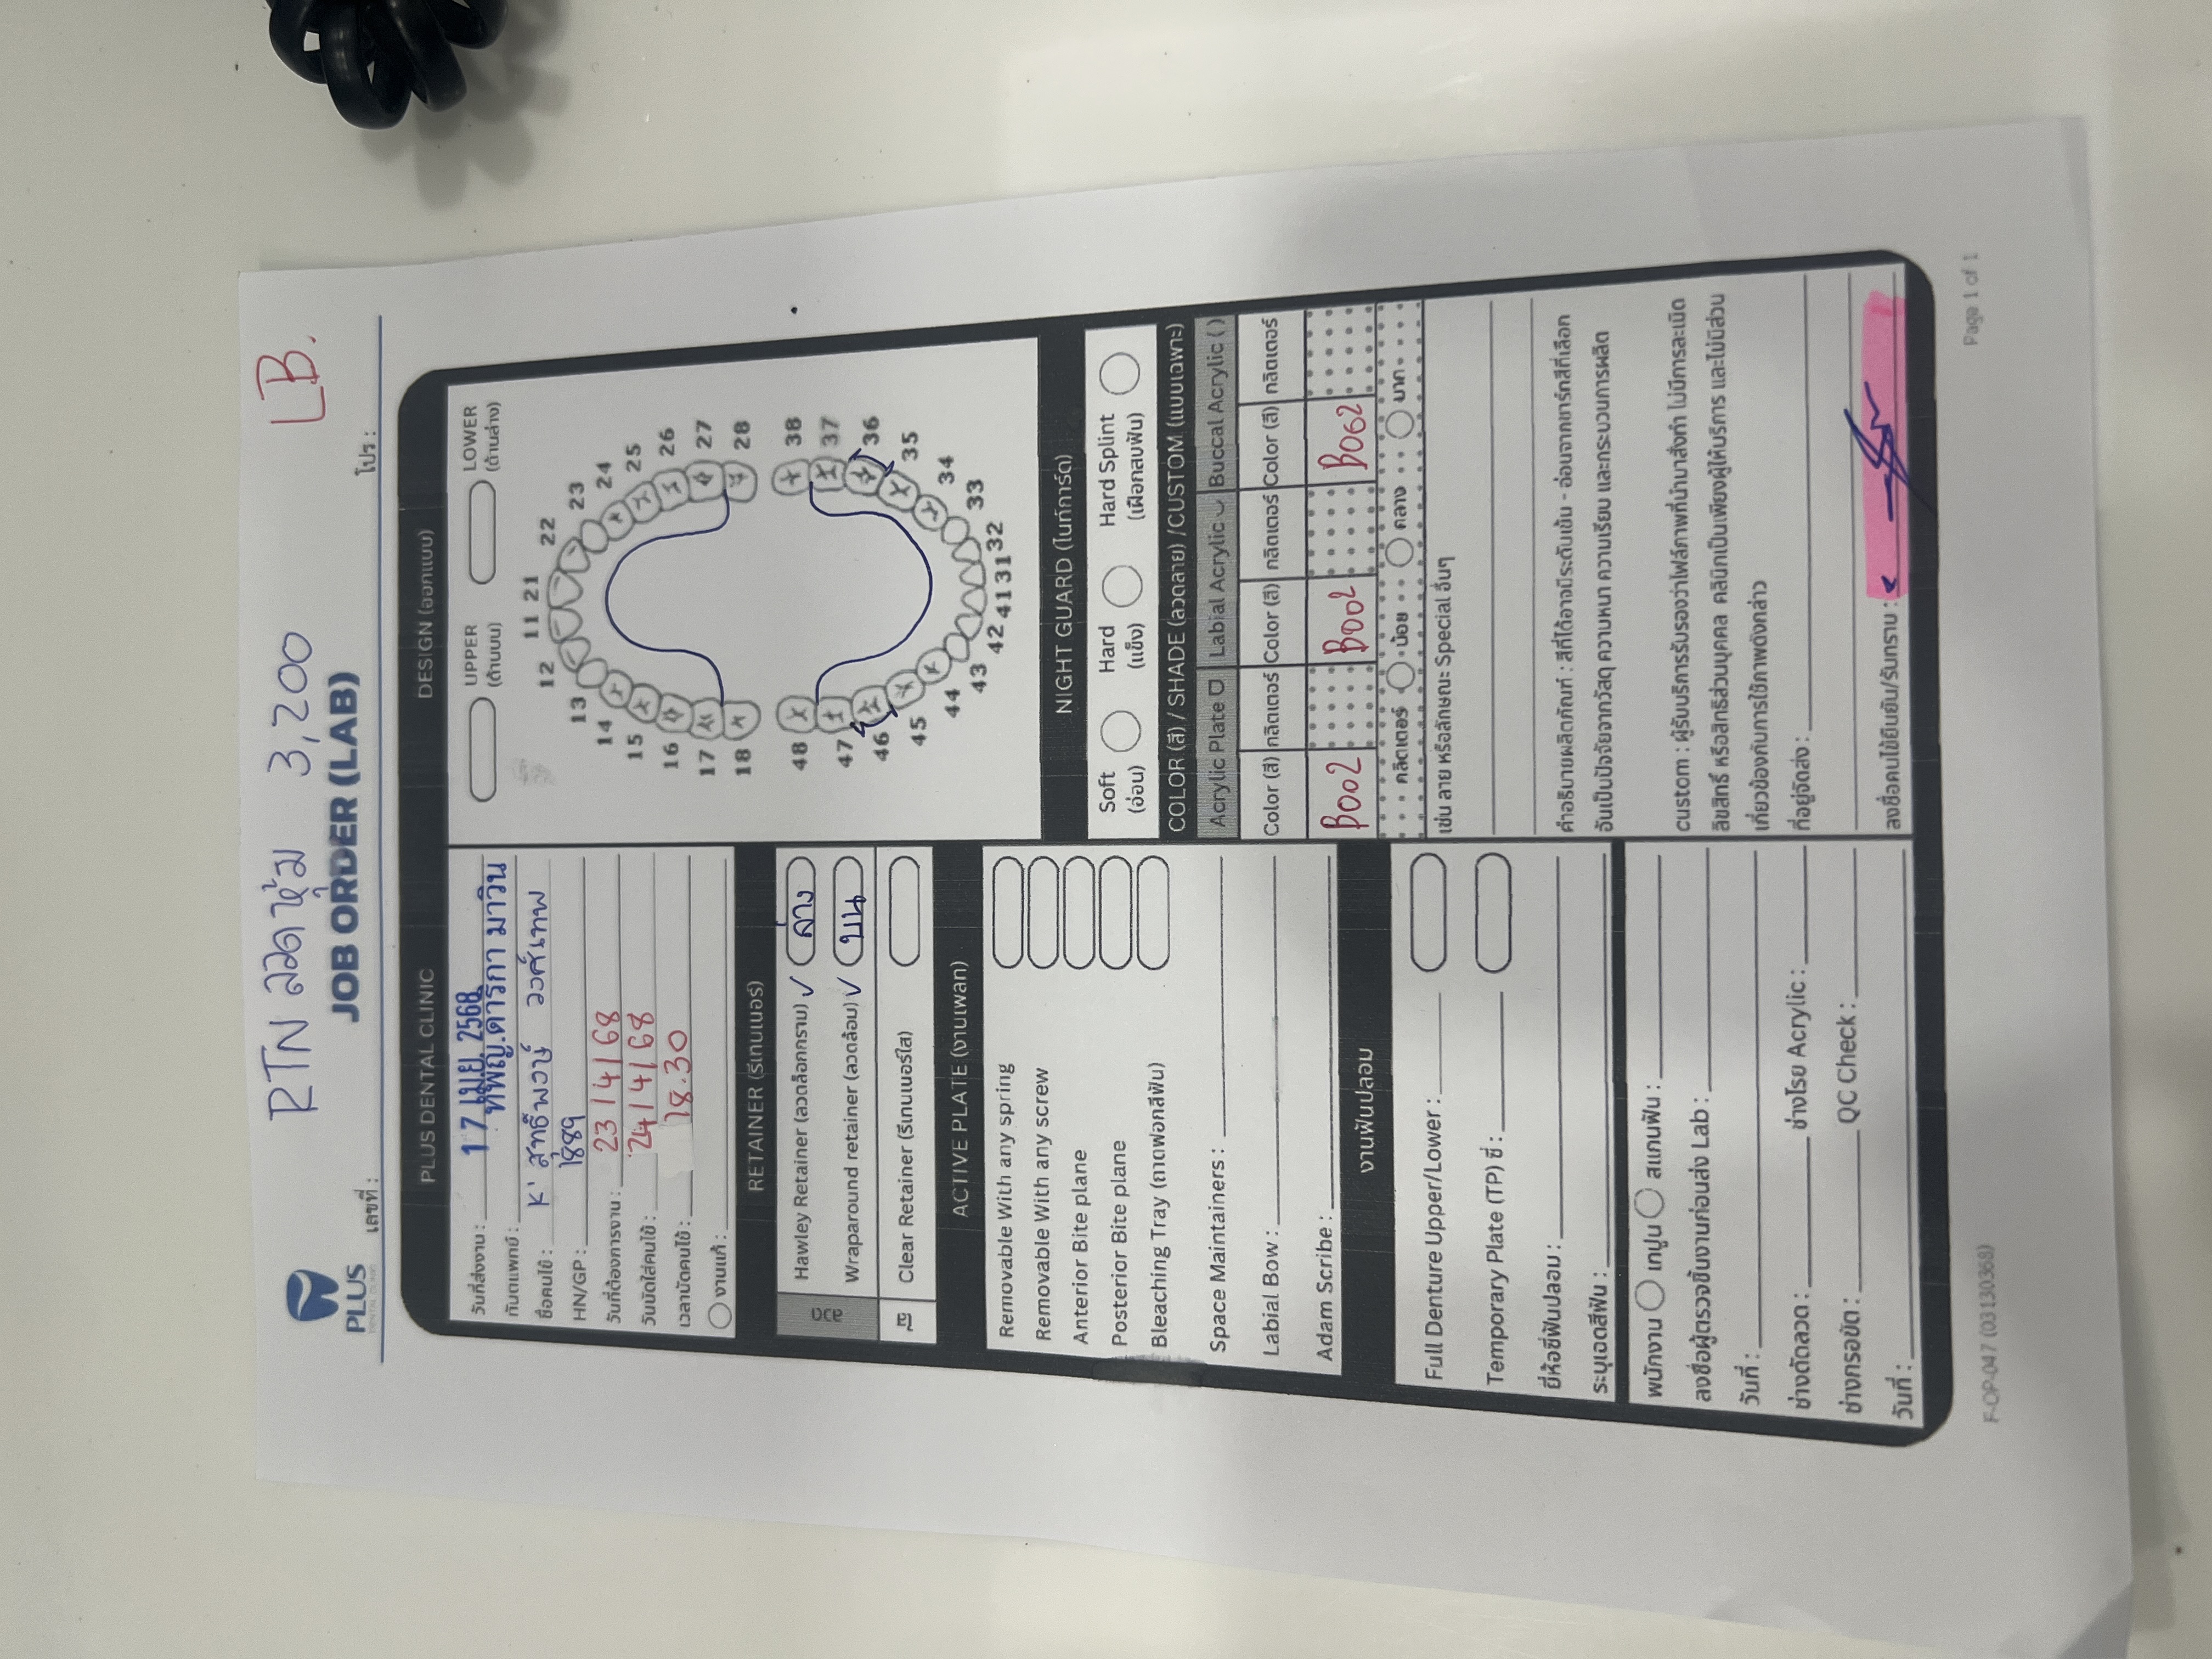 RTN ลวดหุ้ม 3,200 LB.
PLUS
JOB ORDER (LAB)
เลขที่ :
โปร :
PLUS DENTAL CLINIC
วันที่ส่งงาน : 17 เม.ย. 2568
ทันตแพทย์ : ทพญ.ดาริกา มาวิน
ชื่อคนไข้ : K' สุทธิ์พวงษ์ วงศ์เทพ
HN/GP : 1889
วันที่ต้องการงาน : 23/4/68
วันนัดใส่คนไข้ : 24/4/68
เวลานัดคนไข้ : 18.30
งานแก้ :
RETAINER (รีเทนเนอร์)
ลวด
Hawley Retainer (ลวดล็อกกราม) ✓ ล่าง
Wraparound retainer (ลวดล้อม) ✓ บน
ใส
Clear Retainer (รีเทนเนอร์ใส)
ACTIVE PLATE (งานเพลท)
Removable With any spring
Removable With any screw
Anterior Bite plane
Posterior Bite plane
Bleaching Tray (ถาดฟอกสีฟัน)
Space Maintainers :
Labial Bow :
Adam Scribe :
งานฟันปลอม
Full Denture Upper/Lower :
Temporary Plate (TP) ซี่ :
ยี่ห้อซี่ฟันปลอม :
ระบุเฉดสีฟัน :
พนักงาน เทปูน สแกนฟัน :
ลงชื่อผู้ตรวจชิ้นงานก่อนส่ง Lab :
วันที่ :
ช่างดัดลวด : ช่างโรย Acrylic :
ช่างกรอขัด : QC Check :
วันที่ :
DESIGN (ออกแบบ)
UPPER
(ด้านบน)
LOWER
(ด้านล่าง)
12 11 21 22
13 23
14 24
15 25
16 26
17 27
18 28
48 38
47 37
46 36
45 35
44 34
43 33
42 41 31 32
NIGHT GUARD (ไนท์การ์ด)
Soft
(อ่อน)
Hard
(แข็ง)
Hard Splint
(เฝือกสบฟัน)
COLOR (สี) / SHADE (ลวดลาย) /CUSTOM (แบบเฉพาะ)
Acrylic Plate Labial Acrylic Buccal Acrylic ( )
Color (สี) กลิตเตอร์ Color (สี) กลิตเตอร์ Color (สี) กลิตเตอร์
B002 B002 B062
กลิตเตอร์ น้อย กลาง มาก
เช่น ลาย หรือลักษณะ Special อื่นๆ
คำอธิบายผลิตภัณฑ์ : สีที่ได้อาจมีระดับเข้ม - อ่อนจากชาร์ทสีที่เลือก
อันเป็นปัจจัยจากวัสดุ ความหนา ความเรียบ และกระบวนการผลิต
custom : ผู้รับบริการรับรองว่าไฟล์ภาพที่นำมาสั่งทำ ไม่มีการละเมิด
ลิขสิทธิ์ หรือสิทธิส่วนบุคคล คลินิกเป็นเพียงผู้ให้บริการ และไม่มีส่วน
เกี่ยวข้องกับการใช้ภาพดังกล่าว
ที่อยู่จัดส่ง :
ลงชื่อคนไข้ยืนยัน/รับทราบ :
F-OP-047 (03130368)
Page 1 of 1